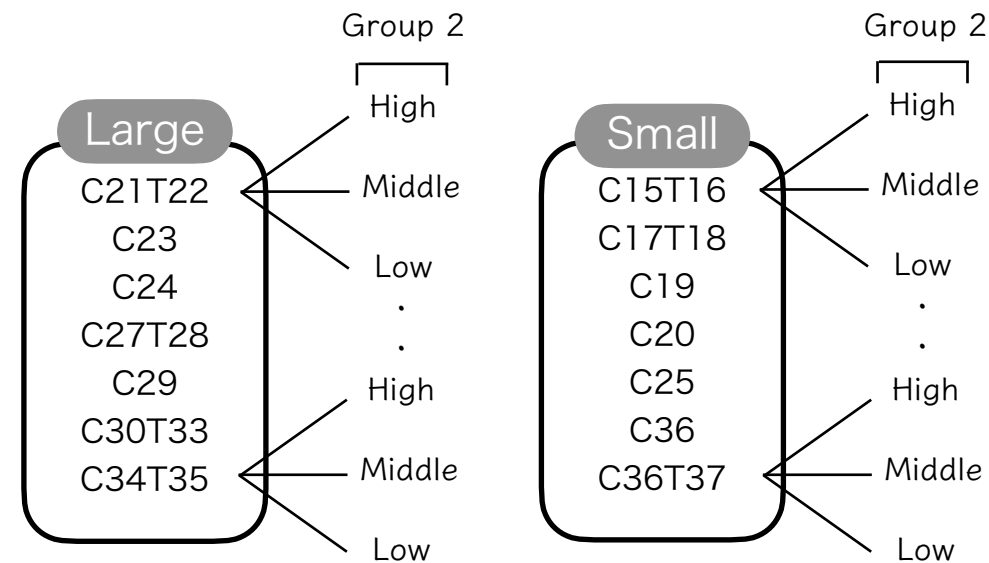 Group 2
High
Large
C21T22
Middle
C23
C24
Low
C27T28
C29
High
C30T33
C34T35
Middle
Low
Group 2
High
Small
C15T16
Middle
C17T18
C19
Low
C20
C25
High
C36
C36T37
Middle
Low